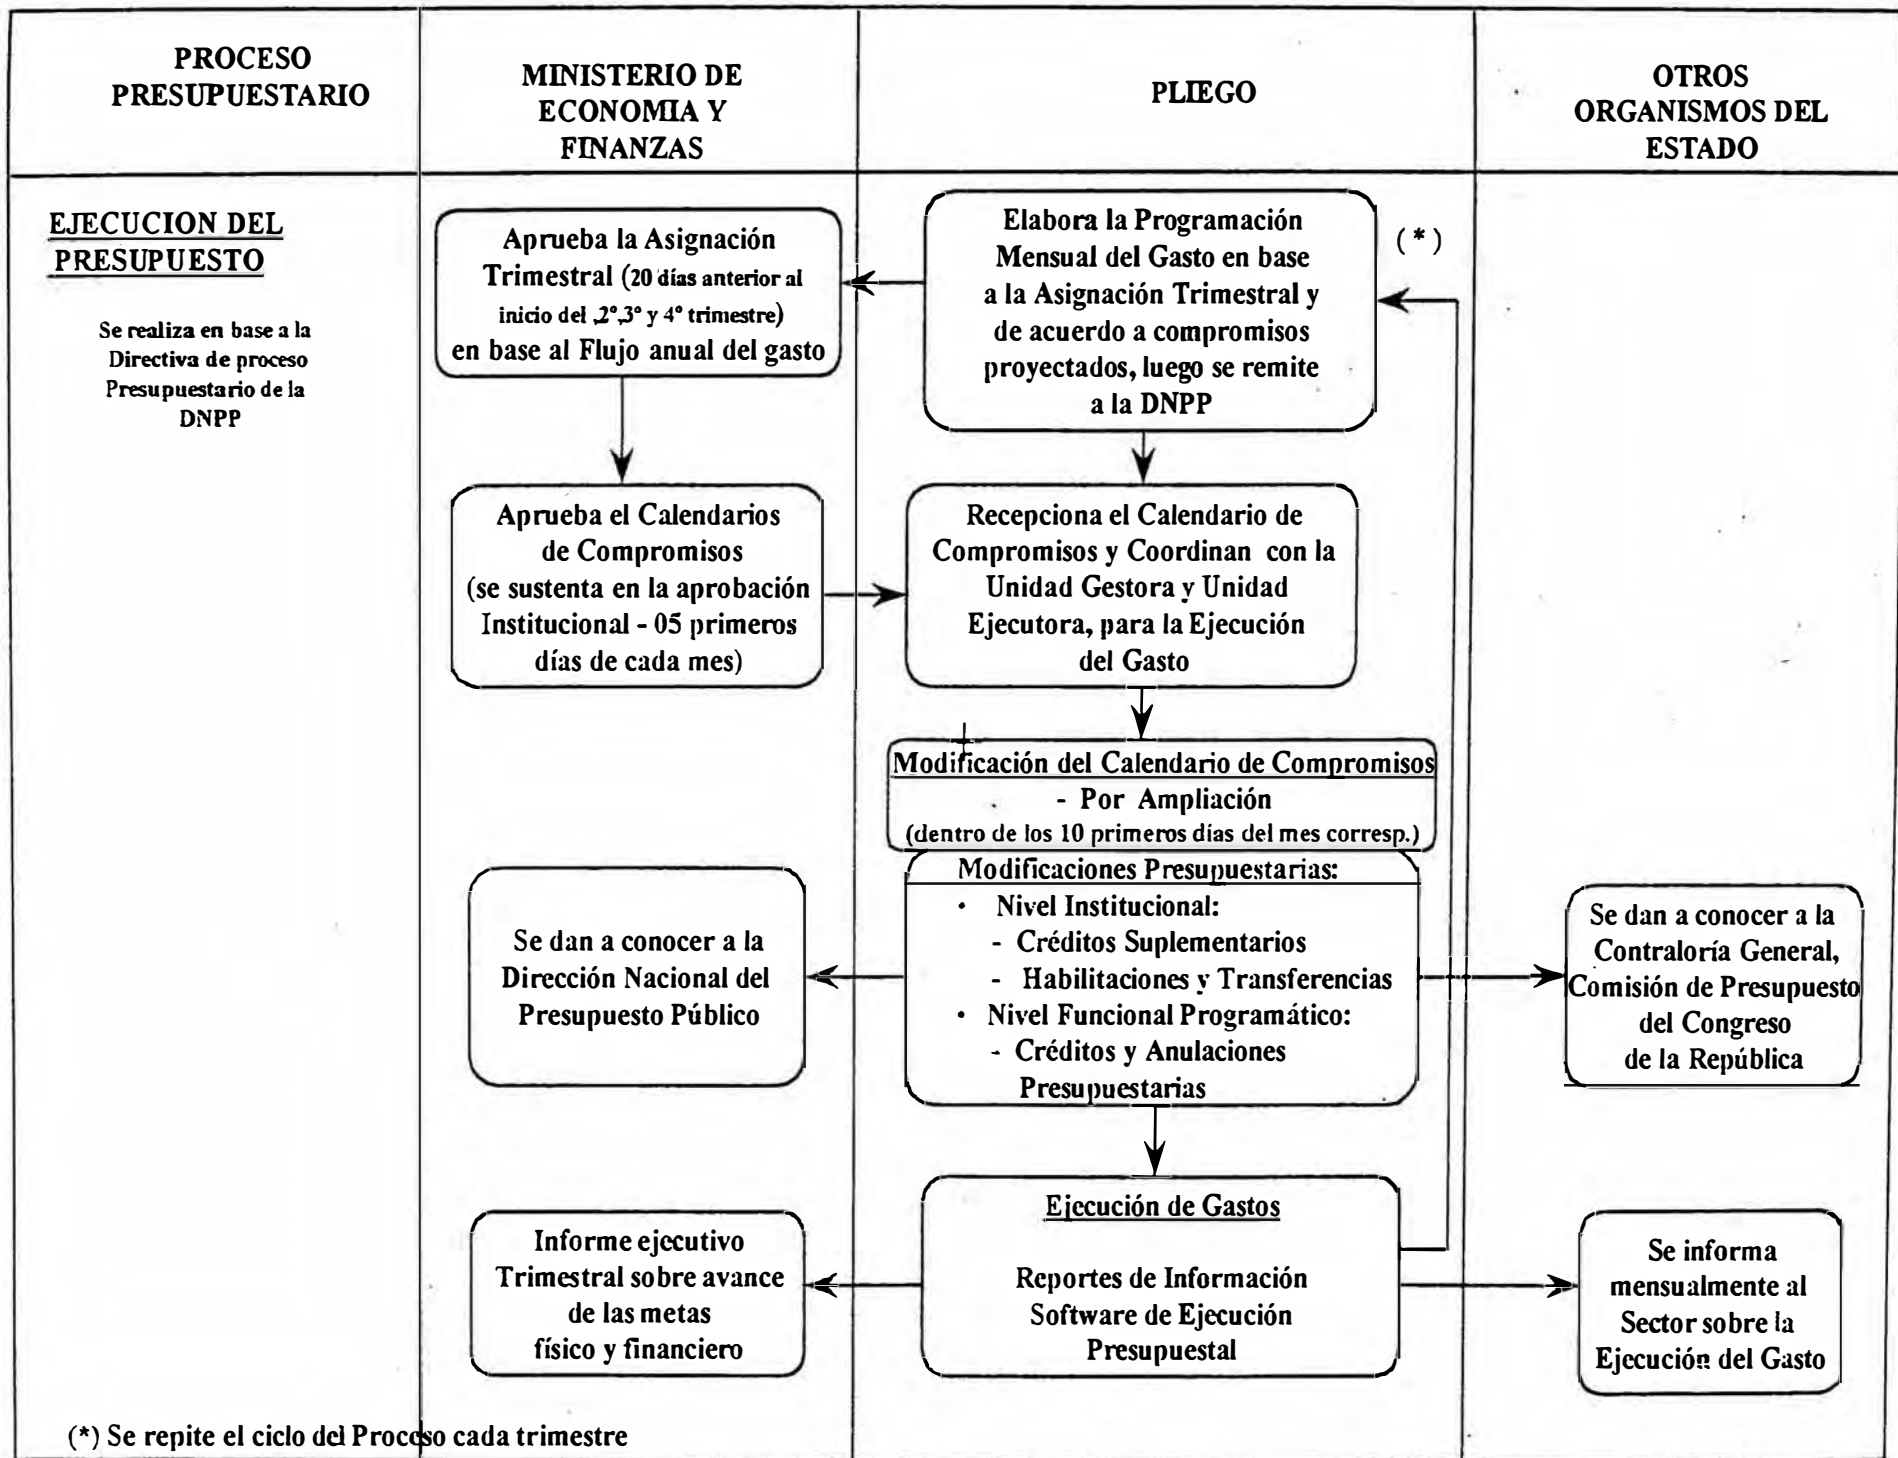 PROCESO
PRESUPUESTARIO
MINISTERIO DE
ECONOMIA Y
FINANZAS
PLIEGO
OTROS
ORGANISMOS DEL
ESTADO
EJECUCION DEL
PRESUPUESTO
Se realiza en base a la
Directiva de proceso
Presupuestario de la
DNPP
Aprueba la Asignación
Trimestral (20 días anterior al
inicio del ,2º,3º y 4º trimestre)
en base al Flujo anual del gasto
Elabora la Programación
Mensual del Gasto en base
a la Asignación Trimestral y
de acuerdo a compromisos
proyectados, luego se remite
a la DNPP
(*)
Aprueba el Calendarios
de Compromisos
(se sustenta en la aprobación
Institucional - 05 primeros
días de cada mes)
Recepciona el Calendario de
Compromisos y Coordinan con la
Unidad Gestora y Unidad
Ejecutora, para la Ejecución
del Gasto
Modificación del Calendario de Compromisos
- Por Ampliación
(dentro de los 10 primeros días del mes corresp.)
Se dan a conocer a la
Dirección Nacional del
Presupuesto Público
Modificaciones Presupuestarias:
• Nivel Institucional:
- Créditos Suplementarios
- Habilitaciones y Transferencias
• Nivel Funcional Programático:
- Créditos y Anulaciones
Presupuestarias
Se dan a conocer a la
Contraloría General,
Comisión de Presupuesto
del Congreso
de la República
Informe ejecutivo
Trimestral sobre avance
de las metas
físico y financiero
Ejecución de Gastos
Reportes de Información
Software de Ejecución
Presupuestal
Se informa
mensualmente al
Sector sobre la
Ejecución del Gasto
(*) Se repite el ciclo del Proceso cada trimestre